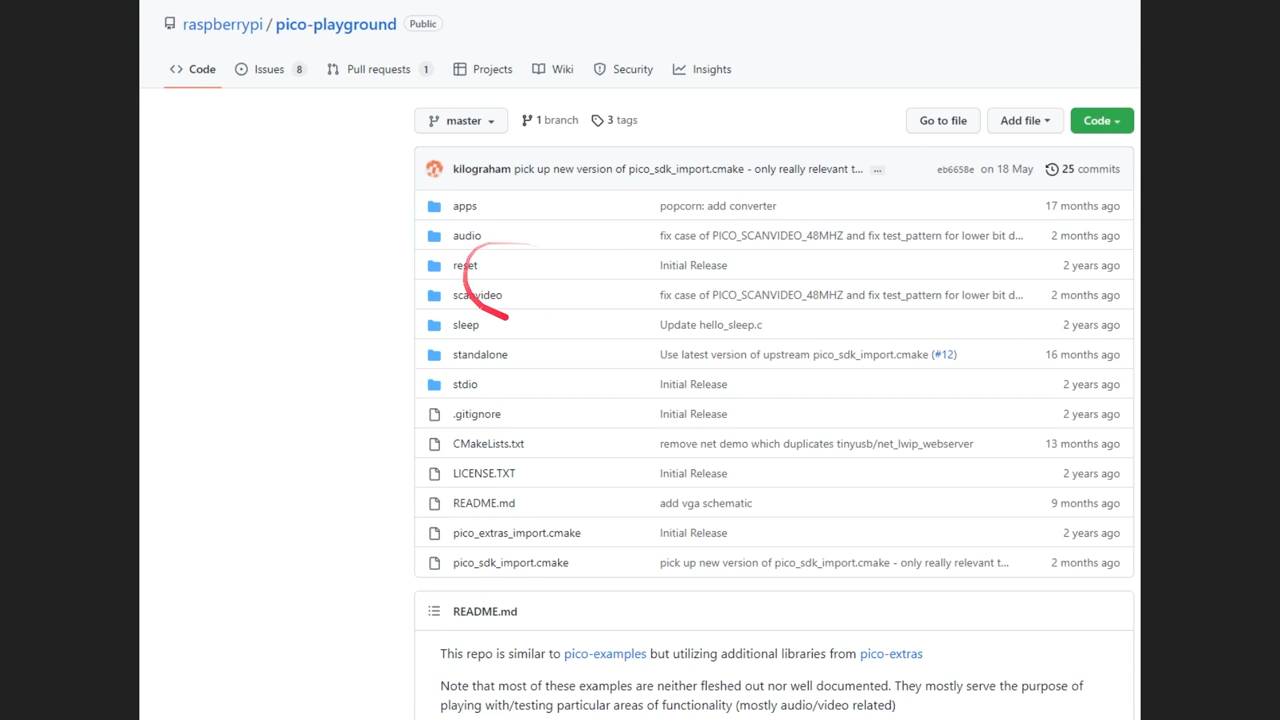 raspberrypi / pico-playground Public
Code Issues 8 Pull requests 1 Projects Wiki Security Insights
master 1 branch 3 tags Go to file Add file Code
kilograham pick up new version of pico_sdk_import.cmake - only really relevant t... ... eb6658e on 18 May 25 commits
apps popcorn: add converter 17 months ago
audio fix case of PICO_SCANVIDEO_48MHZ and fix test_pattern for lower bit d... 2 months ago
reset Initial Release 2 years ago
scanvideo fix case of PICO_SCANVIDEO_48MHZ and fix test_pattern for lower bit d... 2 months ago
sleep Update hello_sleep.c 2 years ago
standalone Use latest version of upstream pico_sdk_import.cmake (#12) 16 months ago
stdio Initial Release 2 years ago
.gitignore Initial Release 2 years ago
CMakeLists.txt remove net demo which duplicates tinyusb/net_lwip_webserver 13 months ago
LICENSE.TXT Initial Release 2 years ago
README.md add vga schematic 9 months ago
pico_extras_import.cmake Initial Release 2 years ago
pico_sdk_import.cmake pick up new version of pico_sdk_import.cmake - only really relevant t... 2 months ago
README.md
This repo is similar to pico-examples but utilizing additional libraries from pico-extras
Note that most of these examples are neither fleshed out nor well documented. They mostly serve the purpose of
playing with/testing particular areas of functionality (mostly audio/video related)